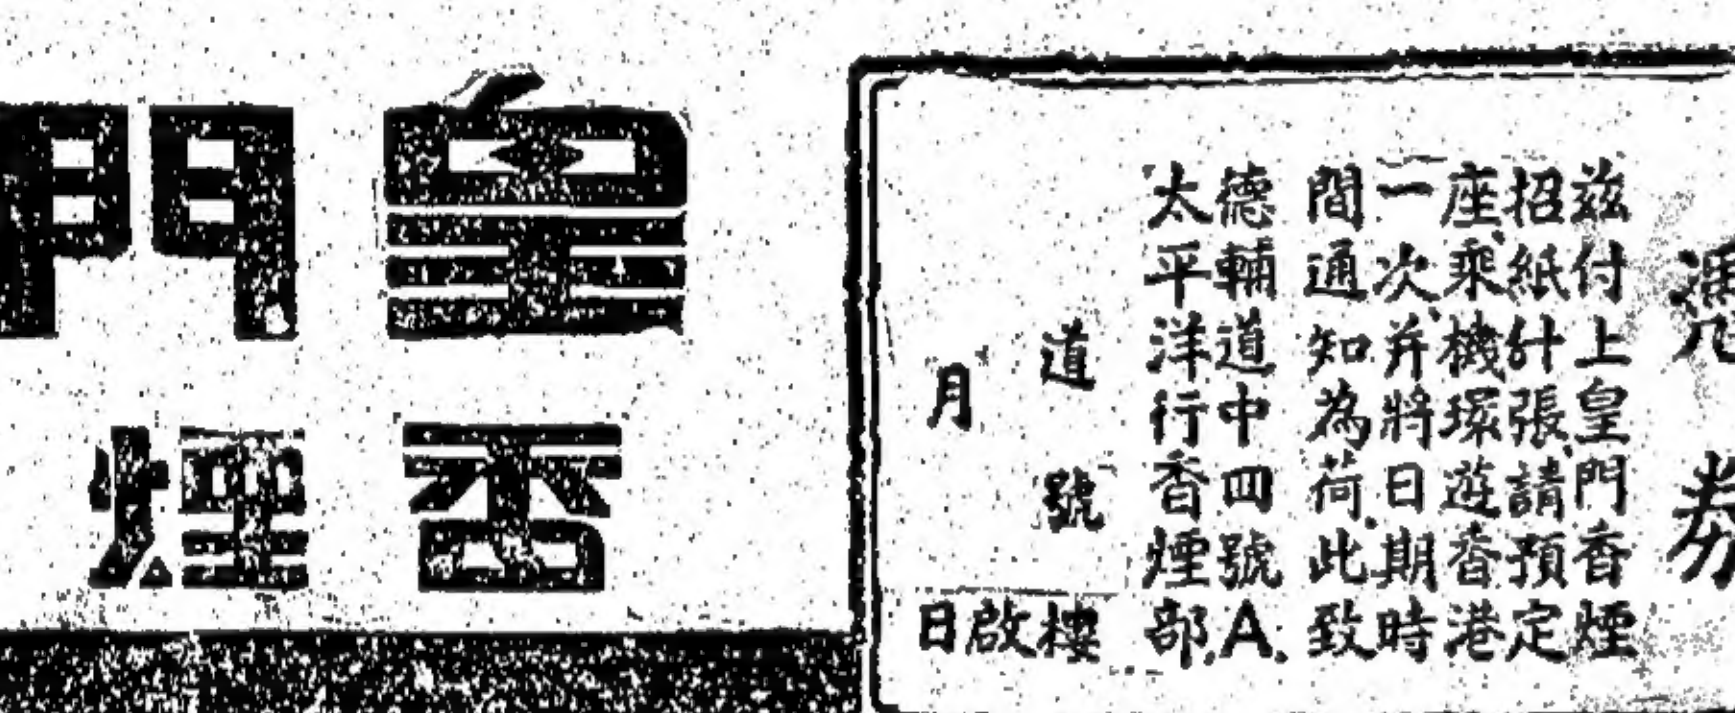 憑券
茲付上皇門香煙
招紙什張請預定
座乘機環遊香港
一次并將日期時
間通知為荷此致
德輔道中四號A
太平洋行香煙部
道號樓
啟
月日
皇門
香煙